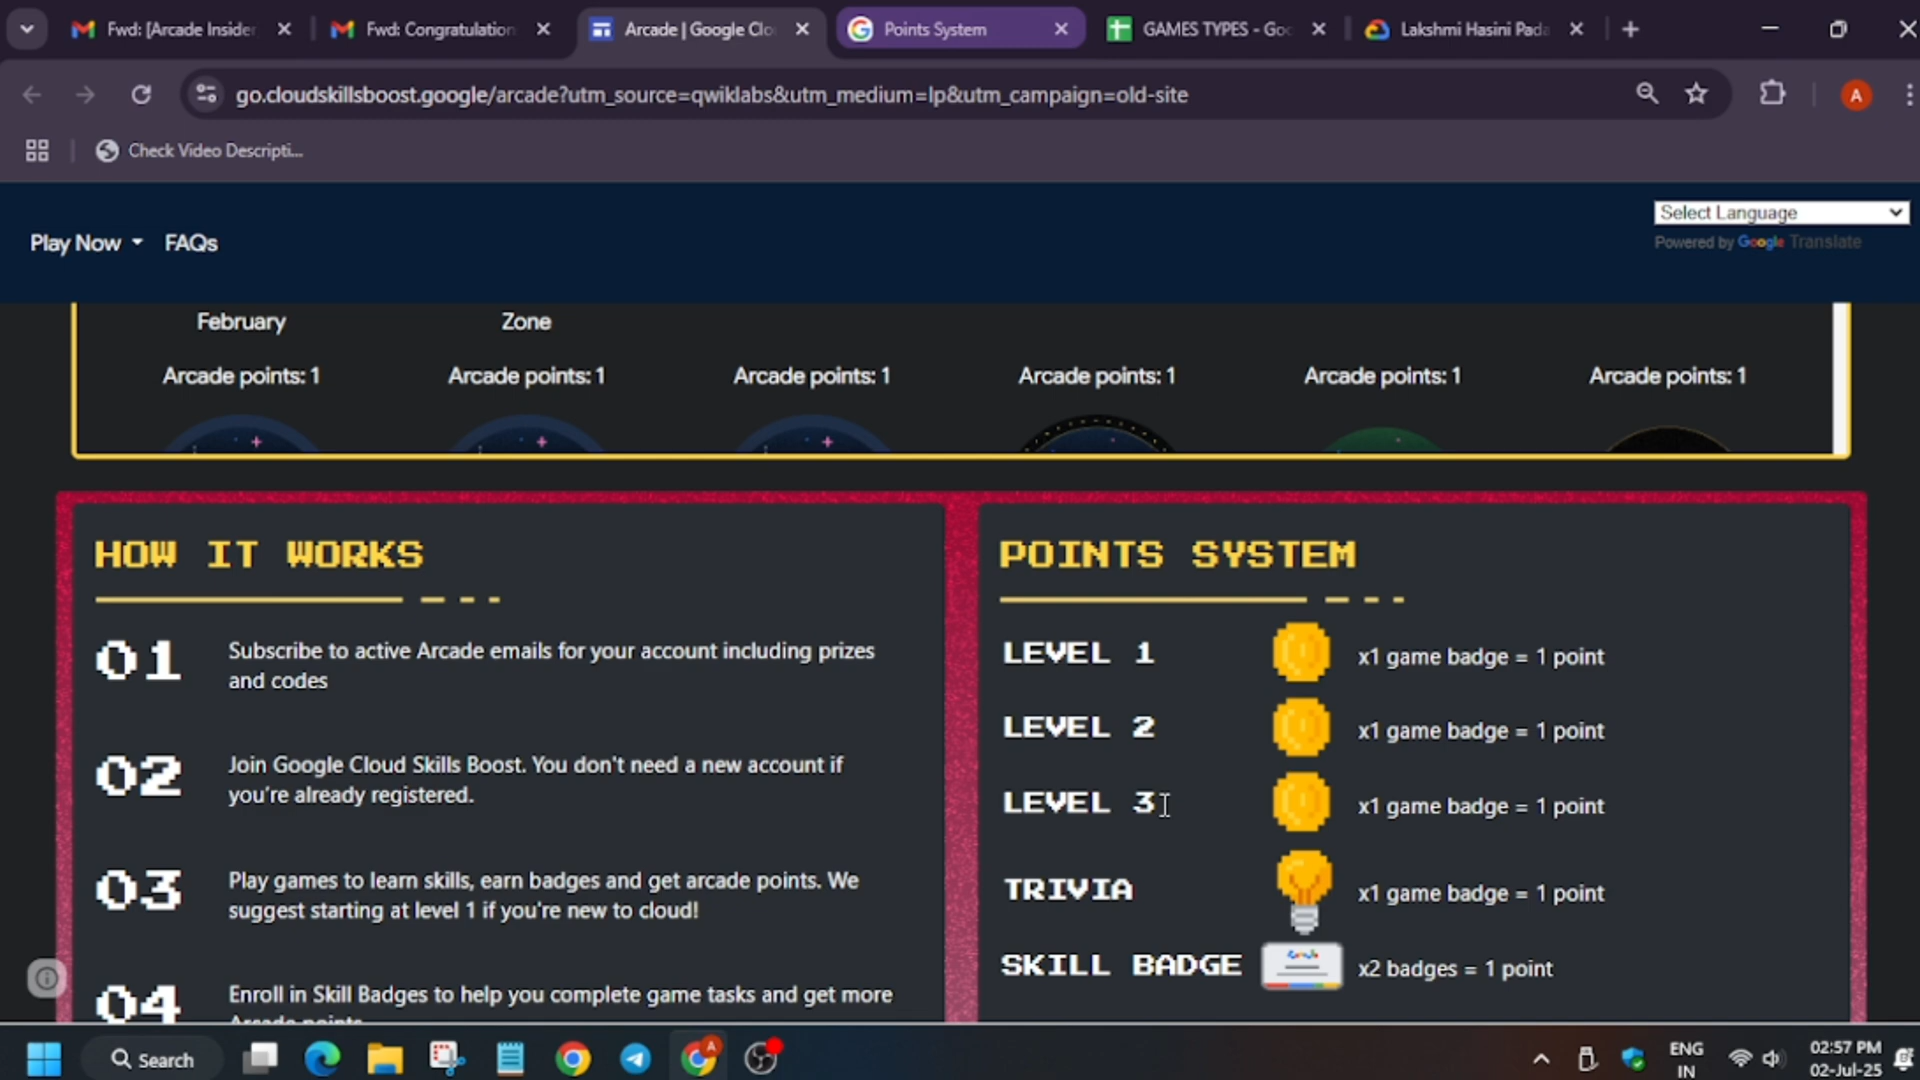 Fwd: [Arcade Insider
Fwd: Congratulation
Arcade | Google Clo
Points System
GAMES TYPES - Goo
Lakshmi Hasini Pada
go.cloudskillsboost.google/arcade?utm_source=qwiklabs&utm_medium=lp&utm_campaign=old-site
A
Check Video Descripti...
Play Now
FAQs
Select Language
Powered by Google Translate
February
Zone
Arcade points: 1
Arcade points: 1
Arcade points: 1
Arcade points: 1
Arcade points: 1
Arcade points: 1
HOW IT WORKS
01
Subscribe to active Arcade emails for your account including prizes
and codes
02
Join Google Cloud Skills Boost. You don't need a new account if
you're already registered.
03
Play games to learn skills, earn badges and get arcade points. We
suggest starting at level 1 if you're new to cloud!
04
Enroll in Skill Badges to help you complete game tasks and get more
Arcade points
POINTS SYSTEM
LEVEL 1
x1 game badge = 1 point
LEVEL 2
x1 game badge = 1 point
LEVEL 3
x1 game badge = 1 point
TRIVIA
x1 game badge = 1 point
SKILL BADGE
x2 badges = 1 point
Search
A
ENG
IN
02:57 PM
02-Jul-25